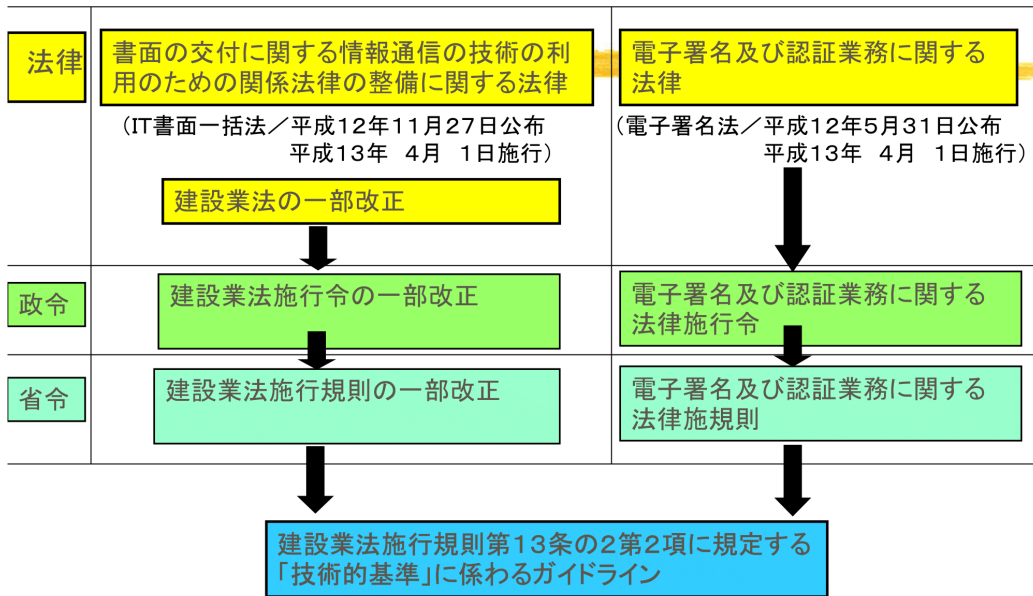 法律
書面の交付に関する情報通信の技術の利
用のための関係法律の整備に関する法律
(IT書面一括法／平成12年11月27日公布
平成13年 4月 1日施行)
建設業法の一部改正
電子署名及び認証業務に関する
法律
(電子署名法／平成12年5月31日公布
平成13年 4月 1日施行)
政令
建設業法施行令の一部改正
電子署名及び認証業務に関する
法律施行令
省令
建設業法施行規則の一部改正
電子署名及び認証業務に関する
法律施規則
建設業法施行規則第13条の2第2項に規定する
「技術的基準」に係わるガイドライン